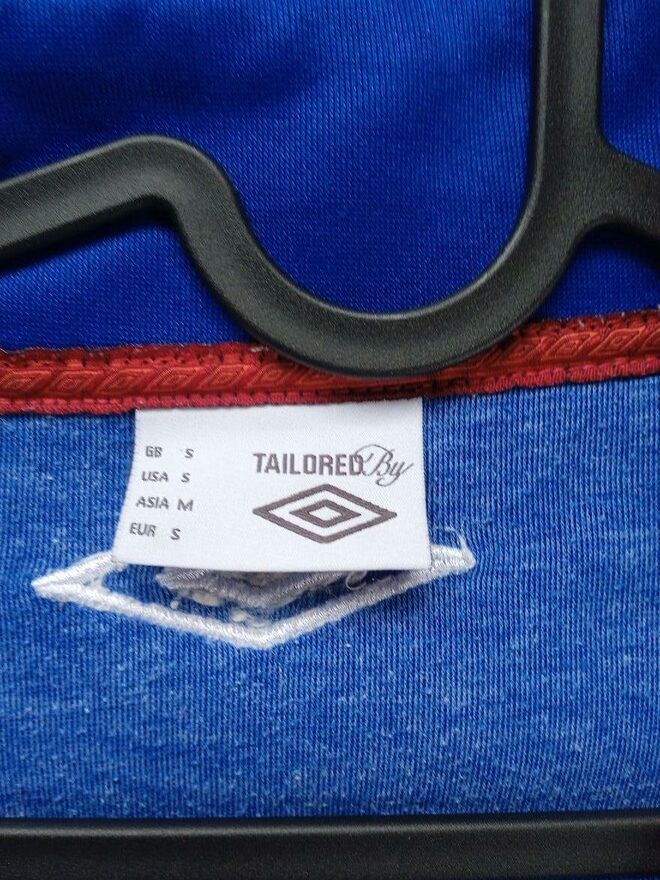 GB S
USA S
ASIA M
EUR S
TAILORED By